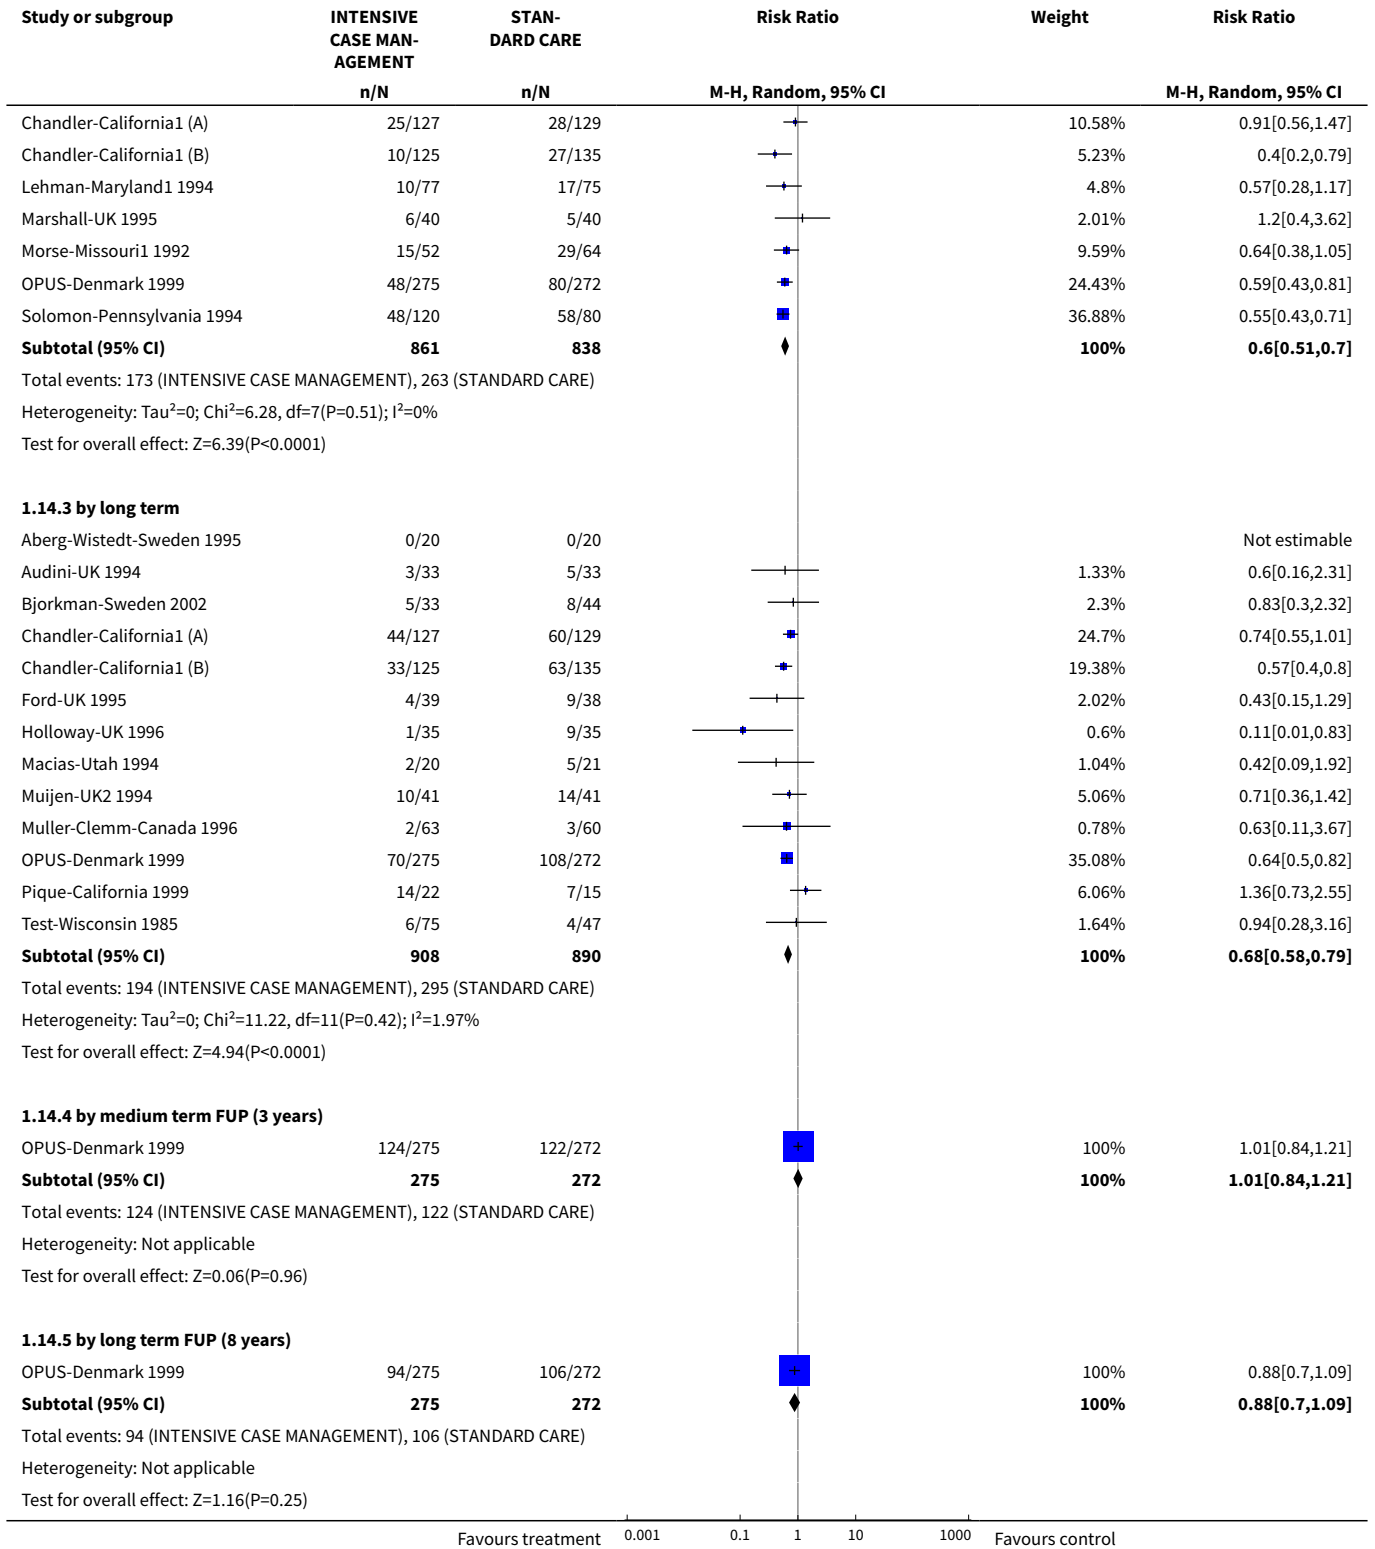 Study or subgroup INTENSIVE CASE MAN- AGEMENT STAN- DARD CARE Risk Ratio Weight Risk Ratio
n/N n/N M-H, Random, 95% CI M-H, Random, 95% CI
Chandler-California1 (A) 25/127 28/129 10.58% 0.91[0.56,1.47]
Chandler-California1 (B) 10/125 27/135 5.23% 0.4[0.2,0.79]
Lehman-Maryland1 1994 10/77 17/75 4.8% 0.57[0.28,1.17]
Marshall-UK 1995 6/40 5/40 2.01% 1.2[0.4,3.62]
Morse-Missouri1 1992 15/52 29/64 9.59% 0.64[0.38,1.05]
OPUS-Denmark 1999 48/275 80/272 24.43% 0.59[0.43,0.81]
Solomon-Pennsylvania 1994 48/120 58/80 36.88% 0.55[0.43,0.71]
Subtotal (95% CI) 861 838 100% 0.6[0.51,0.7]
Total events: 173 (INTENSIVE CASE MANAGEMENT), 263 (STANDARD CARE)
Heterogeneity: Tau²=0; Chi²=6.28, df=7(P=0.51); I²=0%
Test for overall effect: Z=6.39(P<0.0001)
1.14.3 by long term
Aberg-Wistedt-Sweden 1995 0/20 0/20 Not estimable
Audini-UK 1994 3/33 5/33 1.33% 0.6[0.16,2.31]
Bjorkman-Sweden 2002 5/33 8/44 2.3% 0.83[0.3,2.32]
Chandler-California1 (A) 44/127 60/129 24.7% 0.74[0.55,1.01]
Chandler-California1 (B) 33/125 63/135 19.38% 0.57[0.4,0.8]
Ford-UK 1995 4/39 9/38 2.02% 0.43[0.15,1.29]
Holloway-UK 1996 1/35 9/35 0.6% 0.11[0.01,0.83]
Macias-Utah 1994 2/20 5/21 1.04% 0.42[0.09,1.92]
Muijen-UK2 1994 10/41 14/41 5.06% 0.71[0.36,1.42]
Muller-Clemm-Canada 1996 2/63 3/60 0.78% 0.63[0.11,3.67]
OPUS-Denmark 1999 70/275 108/272 35.08% 0.64[0.5,0.82]
Pique-California 1999 14/22 7/15 6.06% 1.36[0.73,2.55]
Test-Wisconsin 1985 6/75 4/47 1.64% 0.94[0.28,3.16]
Subtotal (95% CI) 908 890 100% 0.68[0.58,0.79]
Total events: 194 (INTENSIVE CASE MANAGEMENT), 295 (STANDARD CARE)
Heterogeneity: Tau²=0; Chi²=11.22, df=11(P=0.42); I²=1.97%
Test for overall effect: Z=4.94(P<0.0001)
1.14.4 by medium term FUP (3 years)
OPUS-Denmark 1999 124/275 122/272 100% 1.01[0.84,1.21]
Subtotal (95% CI) 275 272 100% 1.01[0.84,1.21]
Total events: 124 (INTENSIVE CASE MANAGEMENT), 122 (STANDARD CARE)
Heterogeneity: Not applicable
Test for overall effect: Z=0.06(P=0.96)
1.14.5 by long term FUP (8 years)
OPUS-Denmark 1999 94/275 106/272 100% 0.88[0.7,1.09]
Subtotal (95% CI) 275 272 100% 0.88[0.7,1.09]
Total events: 94 (INTENSIVE CASE MANAGEMENT), 106 (STANDARD CARE)
Heterogeneity: Not applicable
Test for overall effect: Z=1.16(P=0.25)
Favours treatment 0.001 0.1 1 10 1000 Favours control